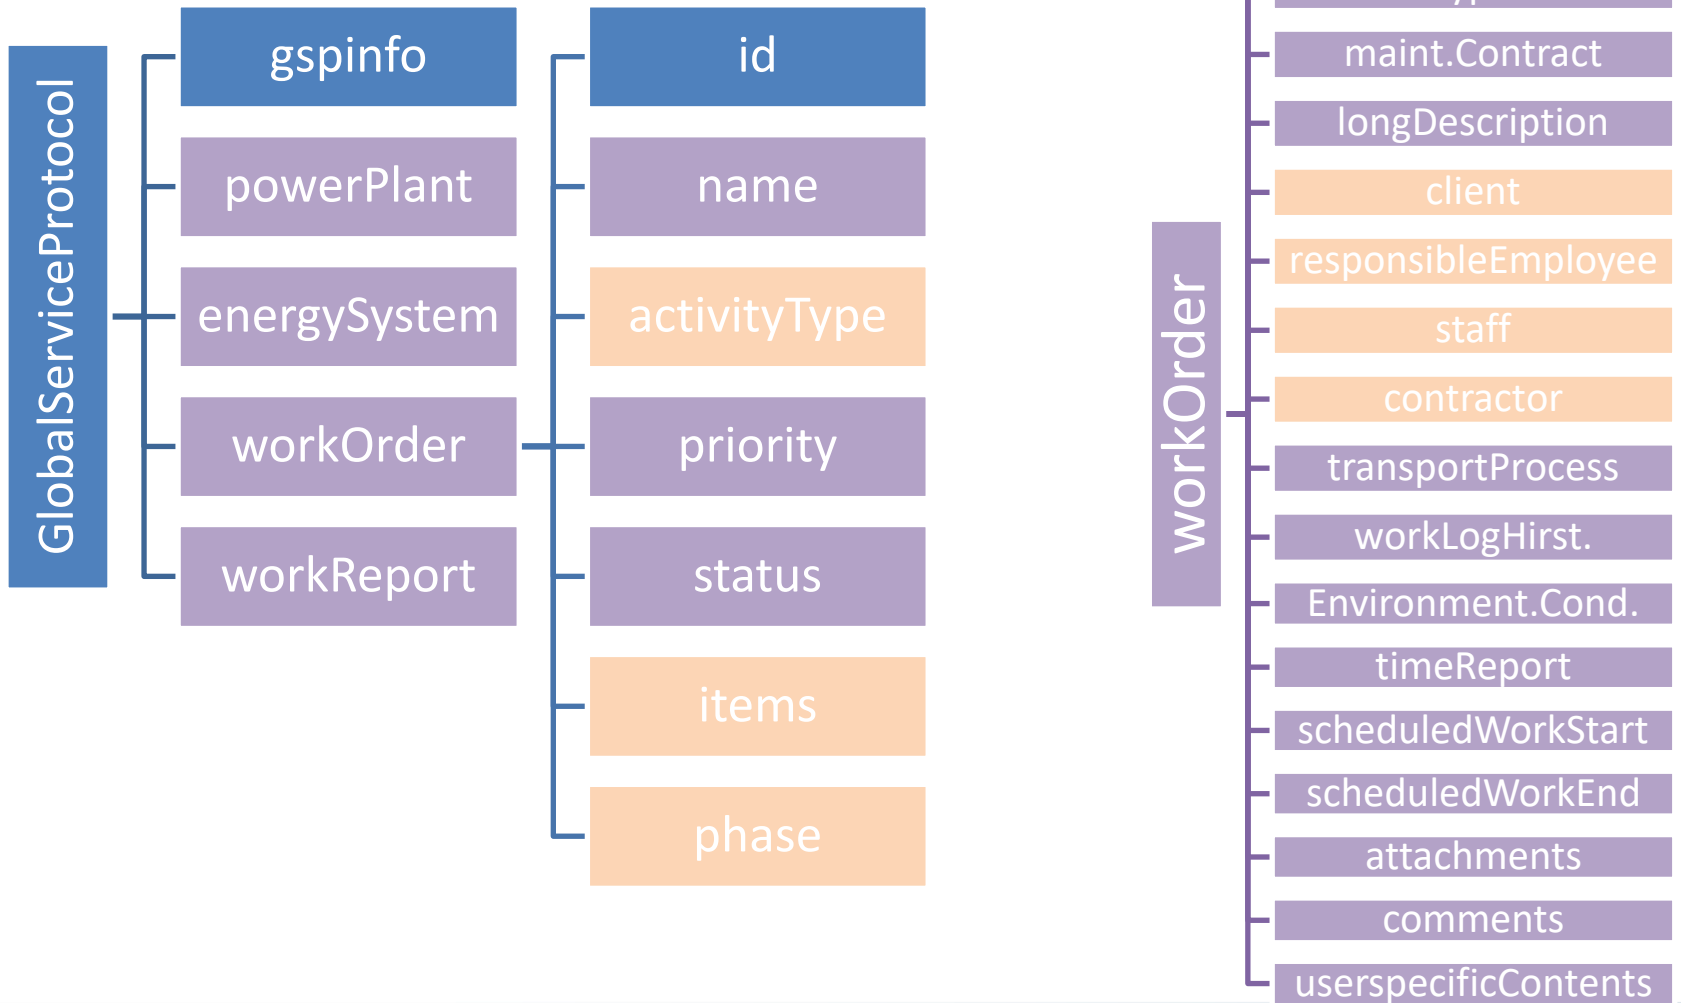 GlobalServiceProtocol
gspinfo
powerPlant
energySystem
workOrder
workReport
id
name
activityType
priority
status
items
phase
workOrder
maint.Contract
longDescription
client
responsibleEmployee
staff
contractor
transportProcess
workLogHirst.
Environment.Cond.
timeReport
scheduledWorkStart
scheduledWorkEnd
attachments
comments
userspecificContents